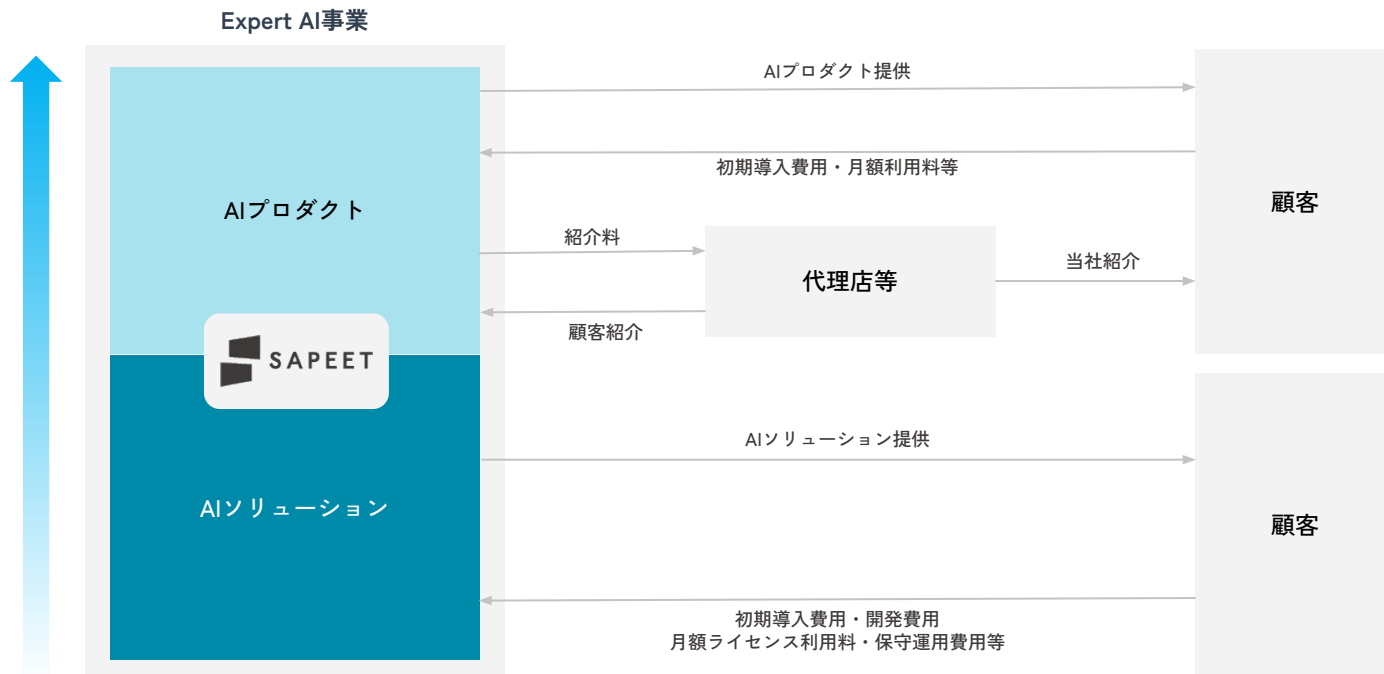 Expert AI事業
AIプロダクト提供
初期導入費用・月額利用料等
AIプロダクト
顧客
紹介料
代理店等
当社紹介
顧客紹介
SAPEET
AIソリューション提供
AIソリューション
顧客
初期導入費用・開発費用
月額ライセンス利用料・保守運用費用等